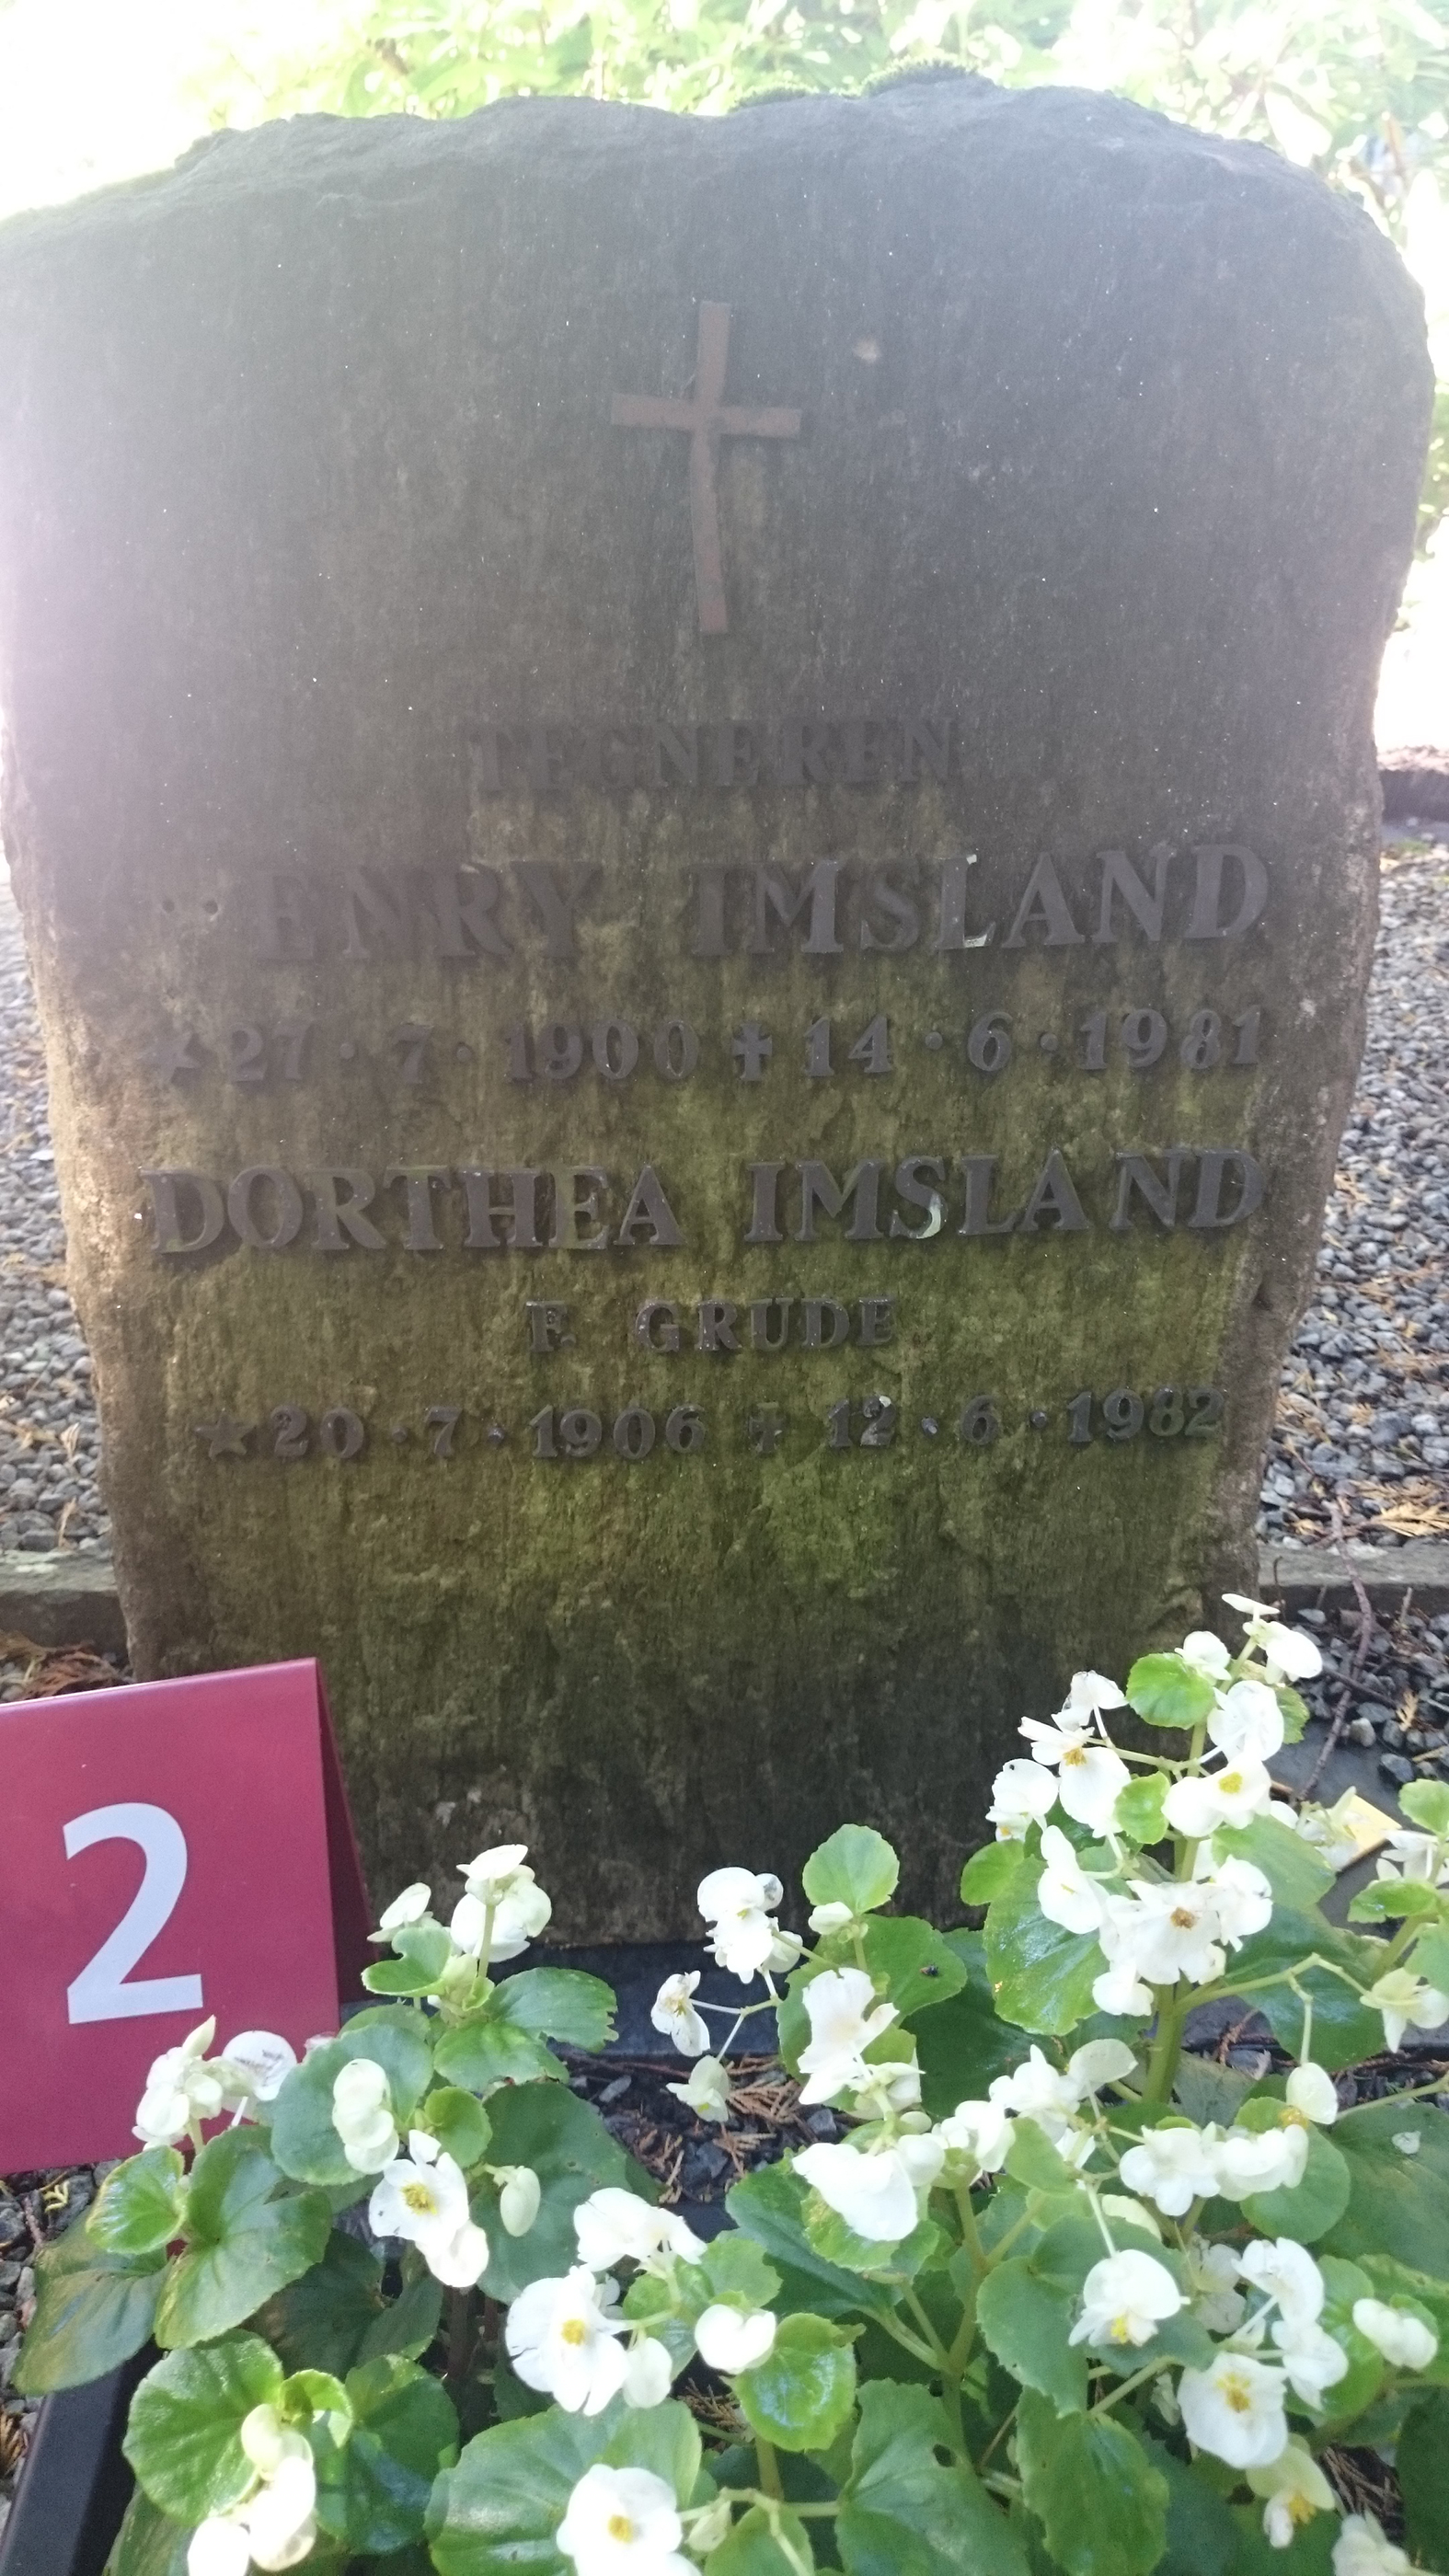 TEGNEREN
ENRY IMSLAND
★ 27 · 7 · 1900 ✝ 14 · 6 · 1981
DORTHEA IMSLAND
F. GRUDE
★ 20 · 7 · 1906 ✝ 12 · 6 · 1982
2